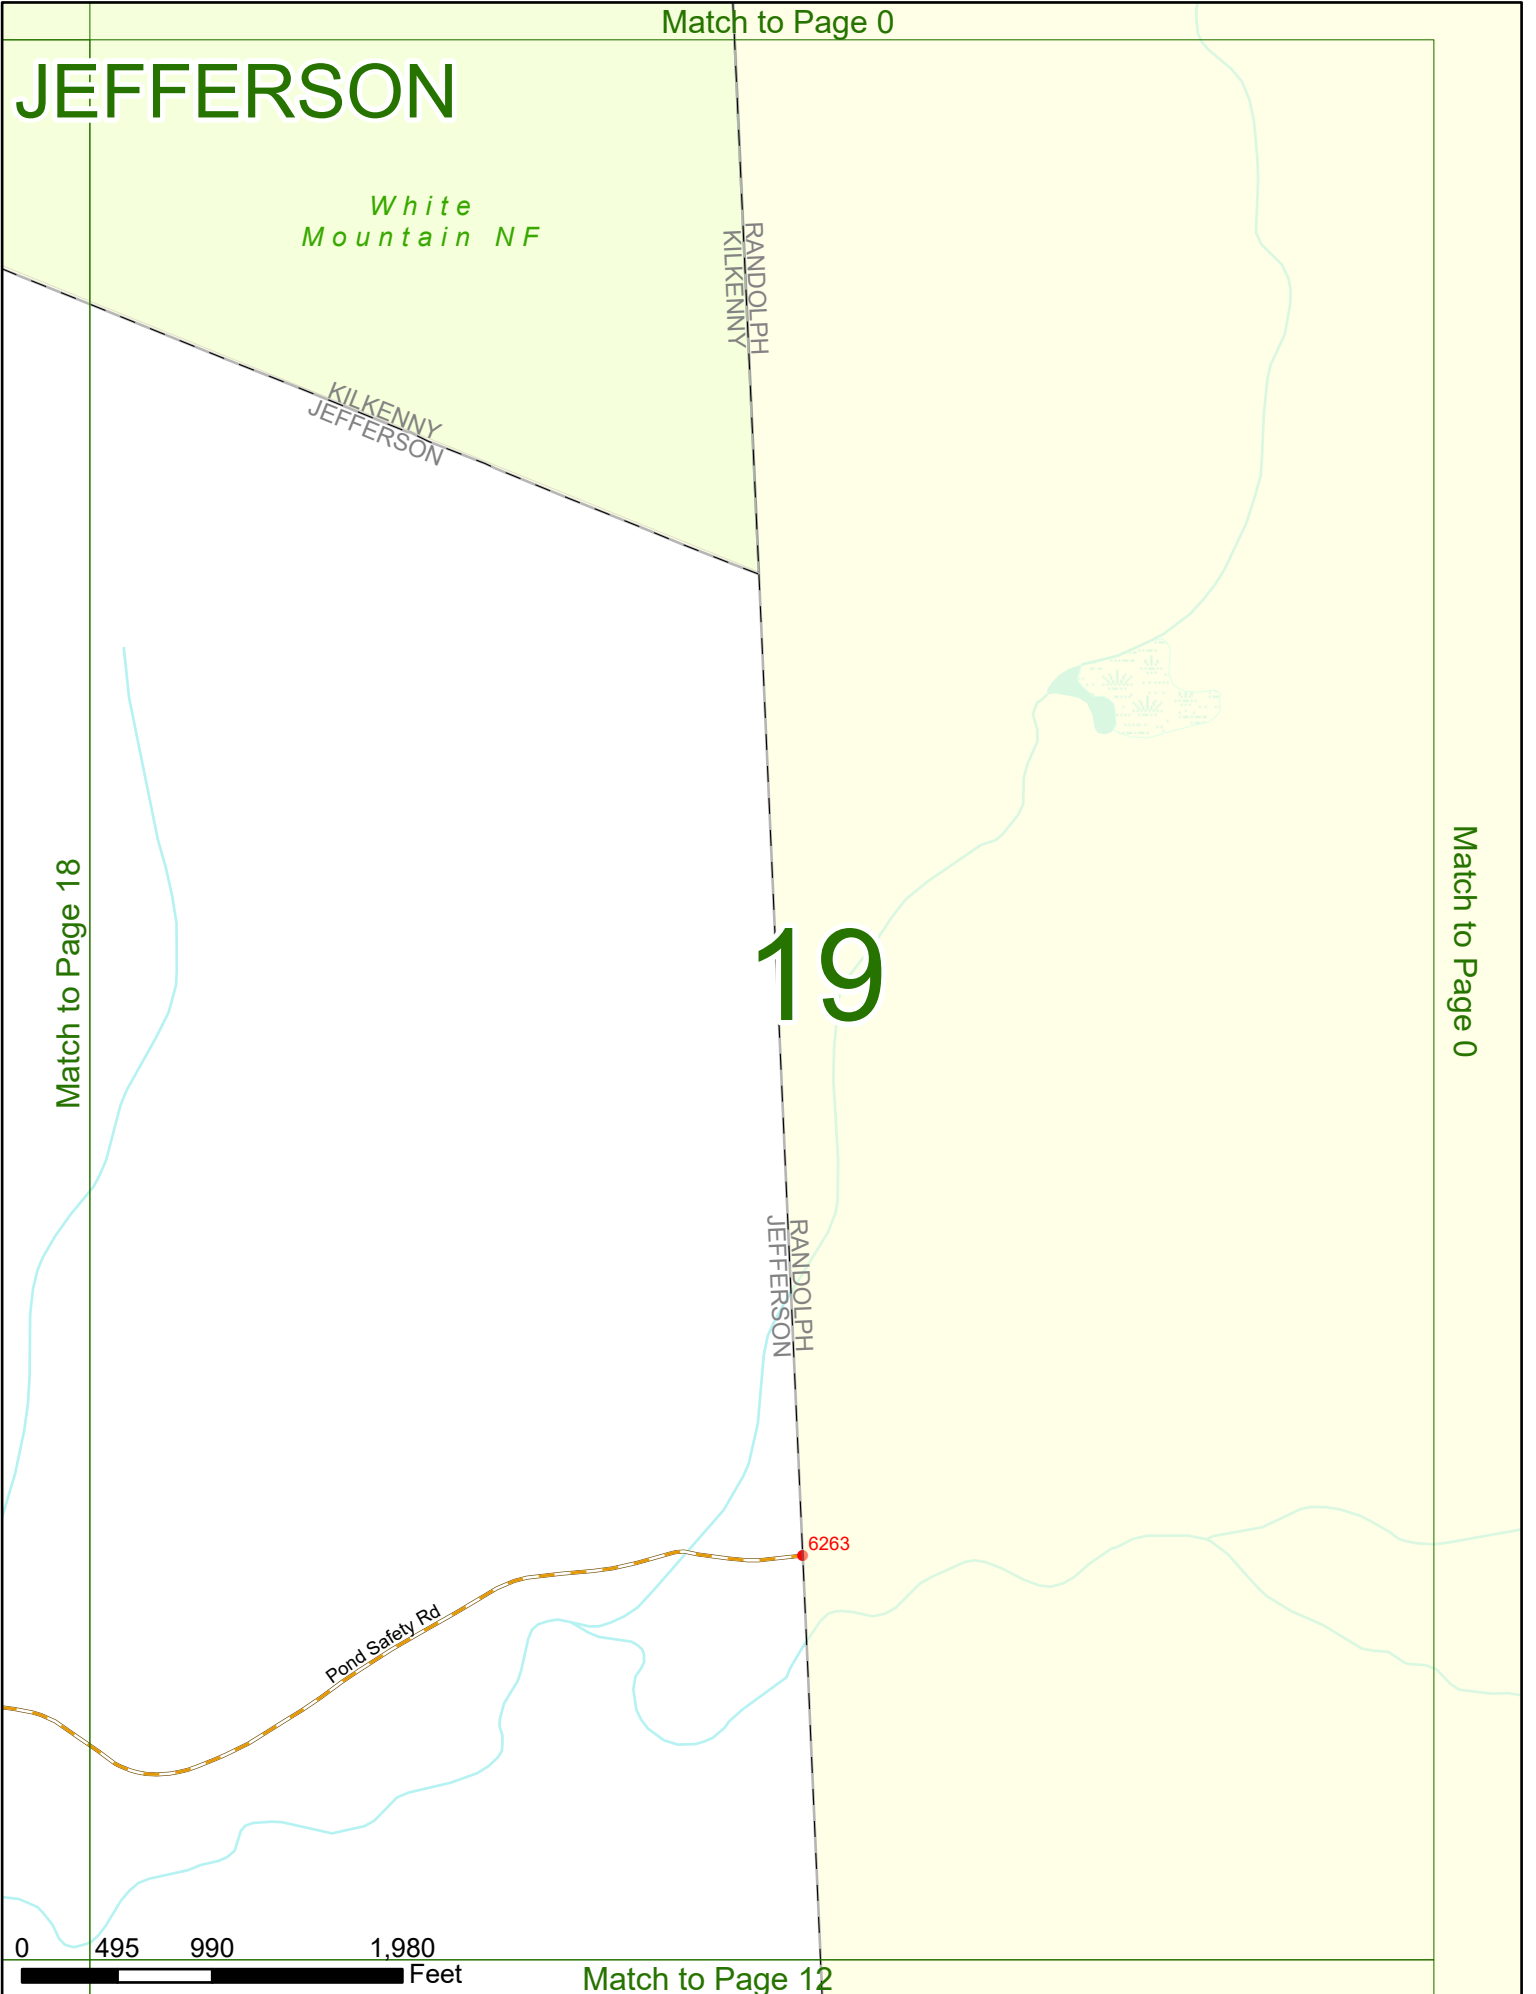 Match to Page 0
JEFFERSON
White
Mountain NF
RANDOLPH
KILKENNY
KILKENNY
JEFFERSON
Match to Page 18
19
Match to Page 0
RANDOLPH
JEFFERSON
6263
Pond Safety Rd
0 495 990 1,980
Feet
Match to Page 12